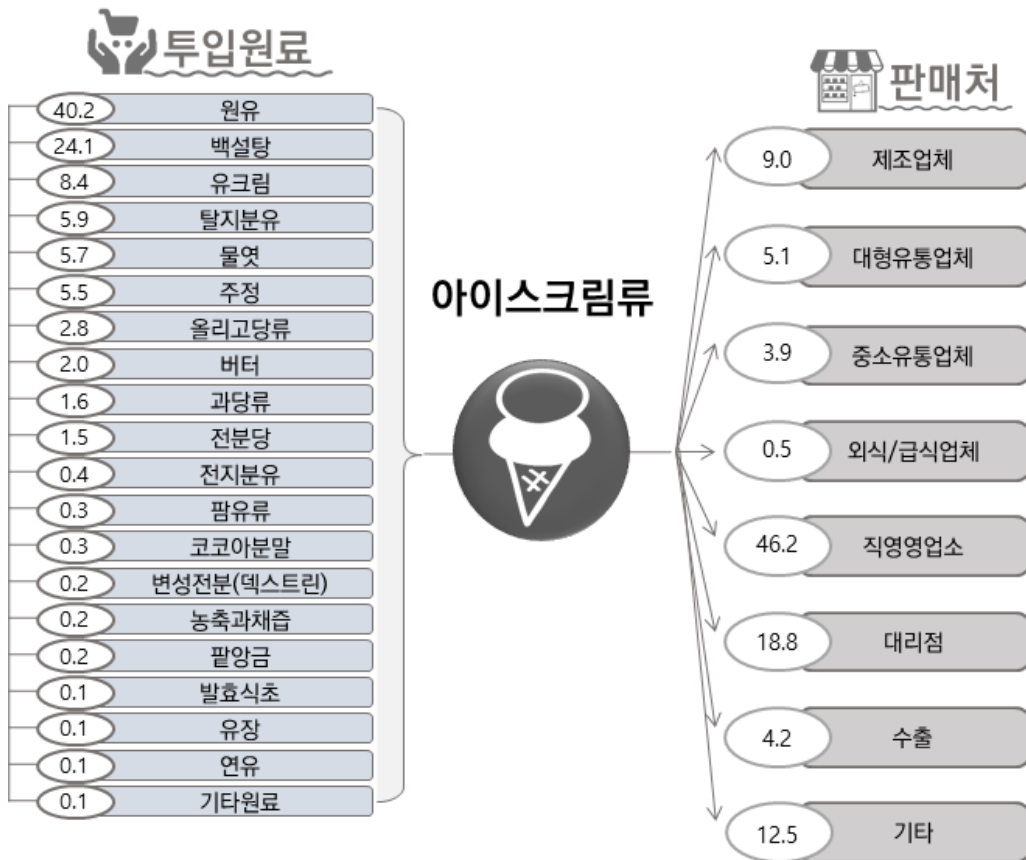 투입원료
40.2 원유
24.1 백설탕
8.4 유크림
5.9 탈지분유
5.7 물엿
5.5 주정
2.8 올리고당류
2.0 버터
1.6 과당류
1.5 전분당
0.4 전지분유
0.3 팜유류
0.3 코코아분말
0.2 변성전분(덱스트린)
0.2 농축과채즙
0.2 팥앙금
0.1 발효식초
0.1 유장
0.1 연유
0.1 기타원료
아이스크림류
판매처
9.0 제조업체
5.1 대형유통업체
3.9 중소유통업체
0.5 외식/급식업체
46.2 직영영업소
18.8 대리점
4.2 수출
12.5 기타